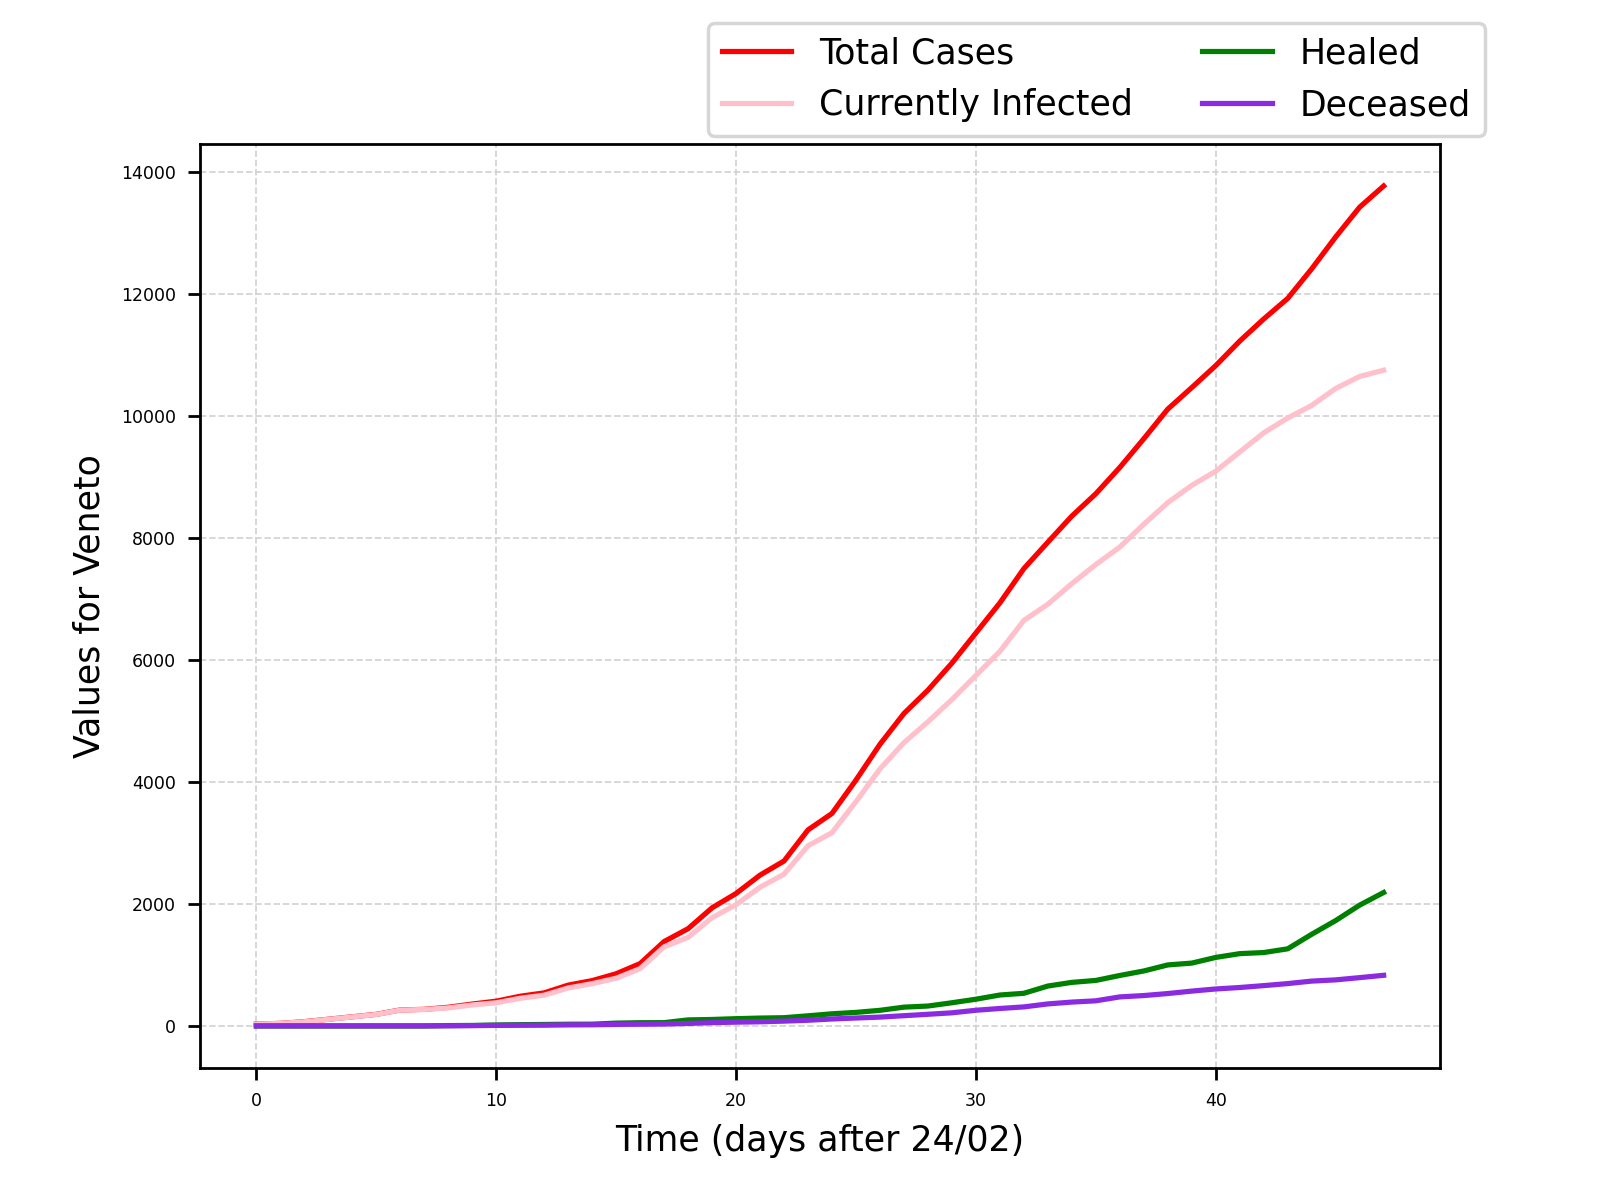 Total Cases
Currently Infected
Healed
Deceased
14000
12000
10000
8000
6000
4000
2000
0
Values for Veneto
0 10 20 30 40
Time (days after 24/02)